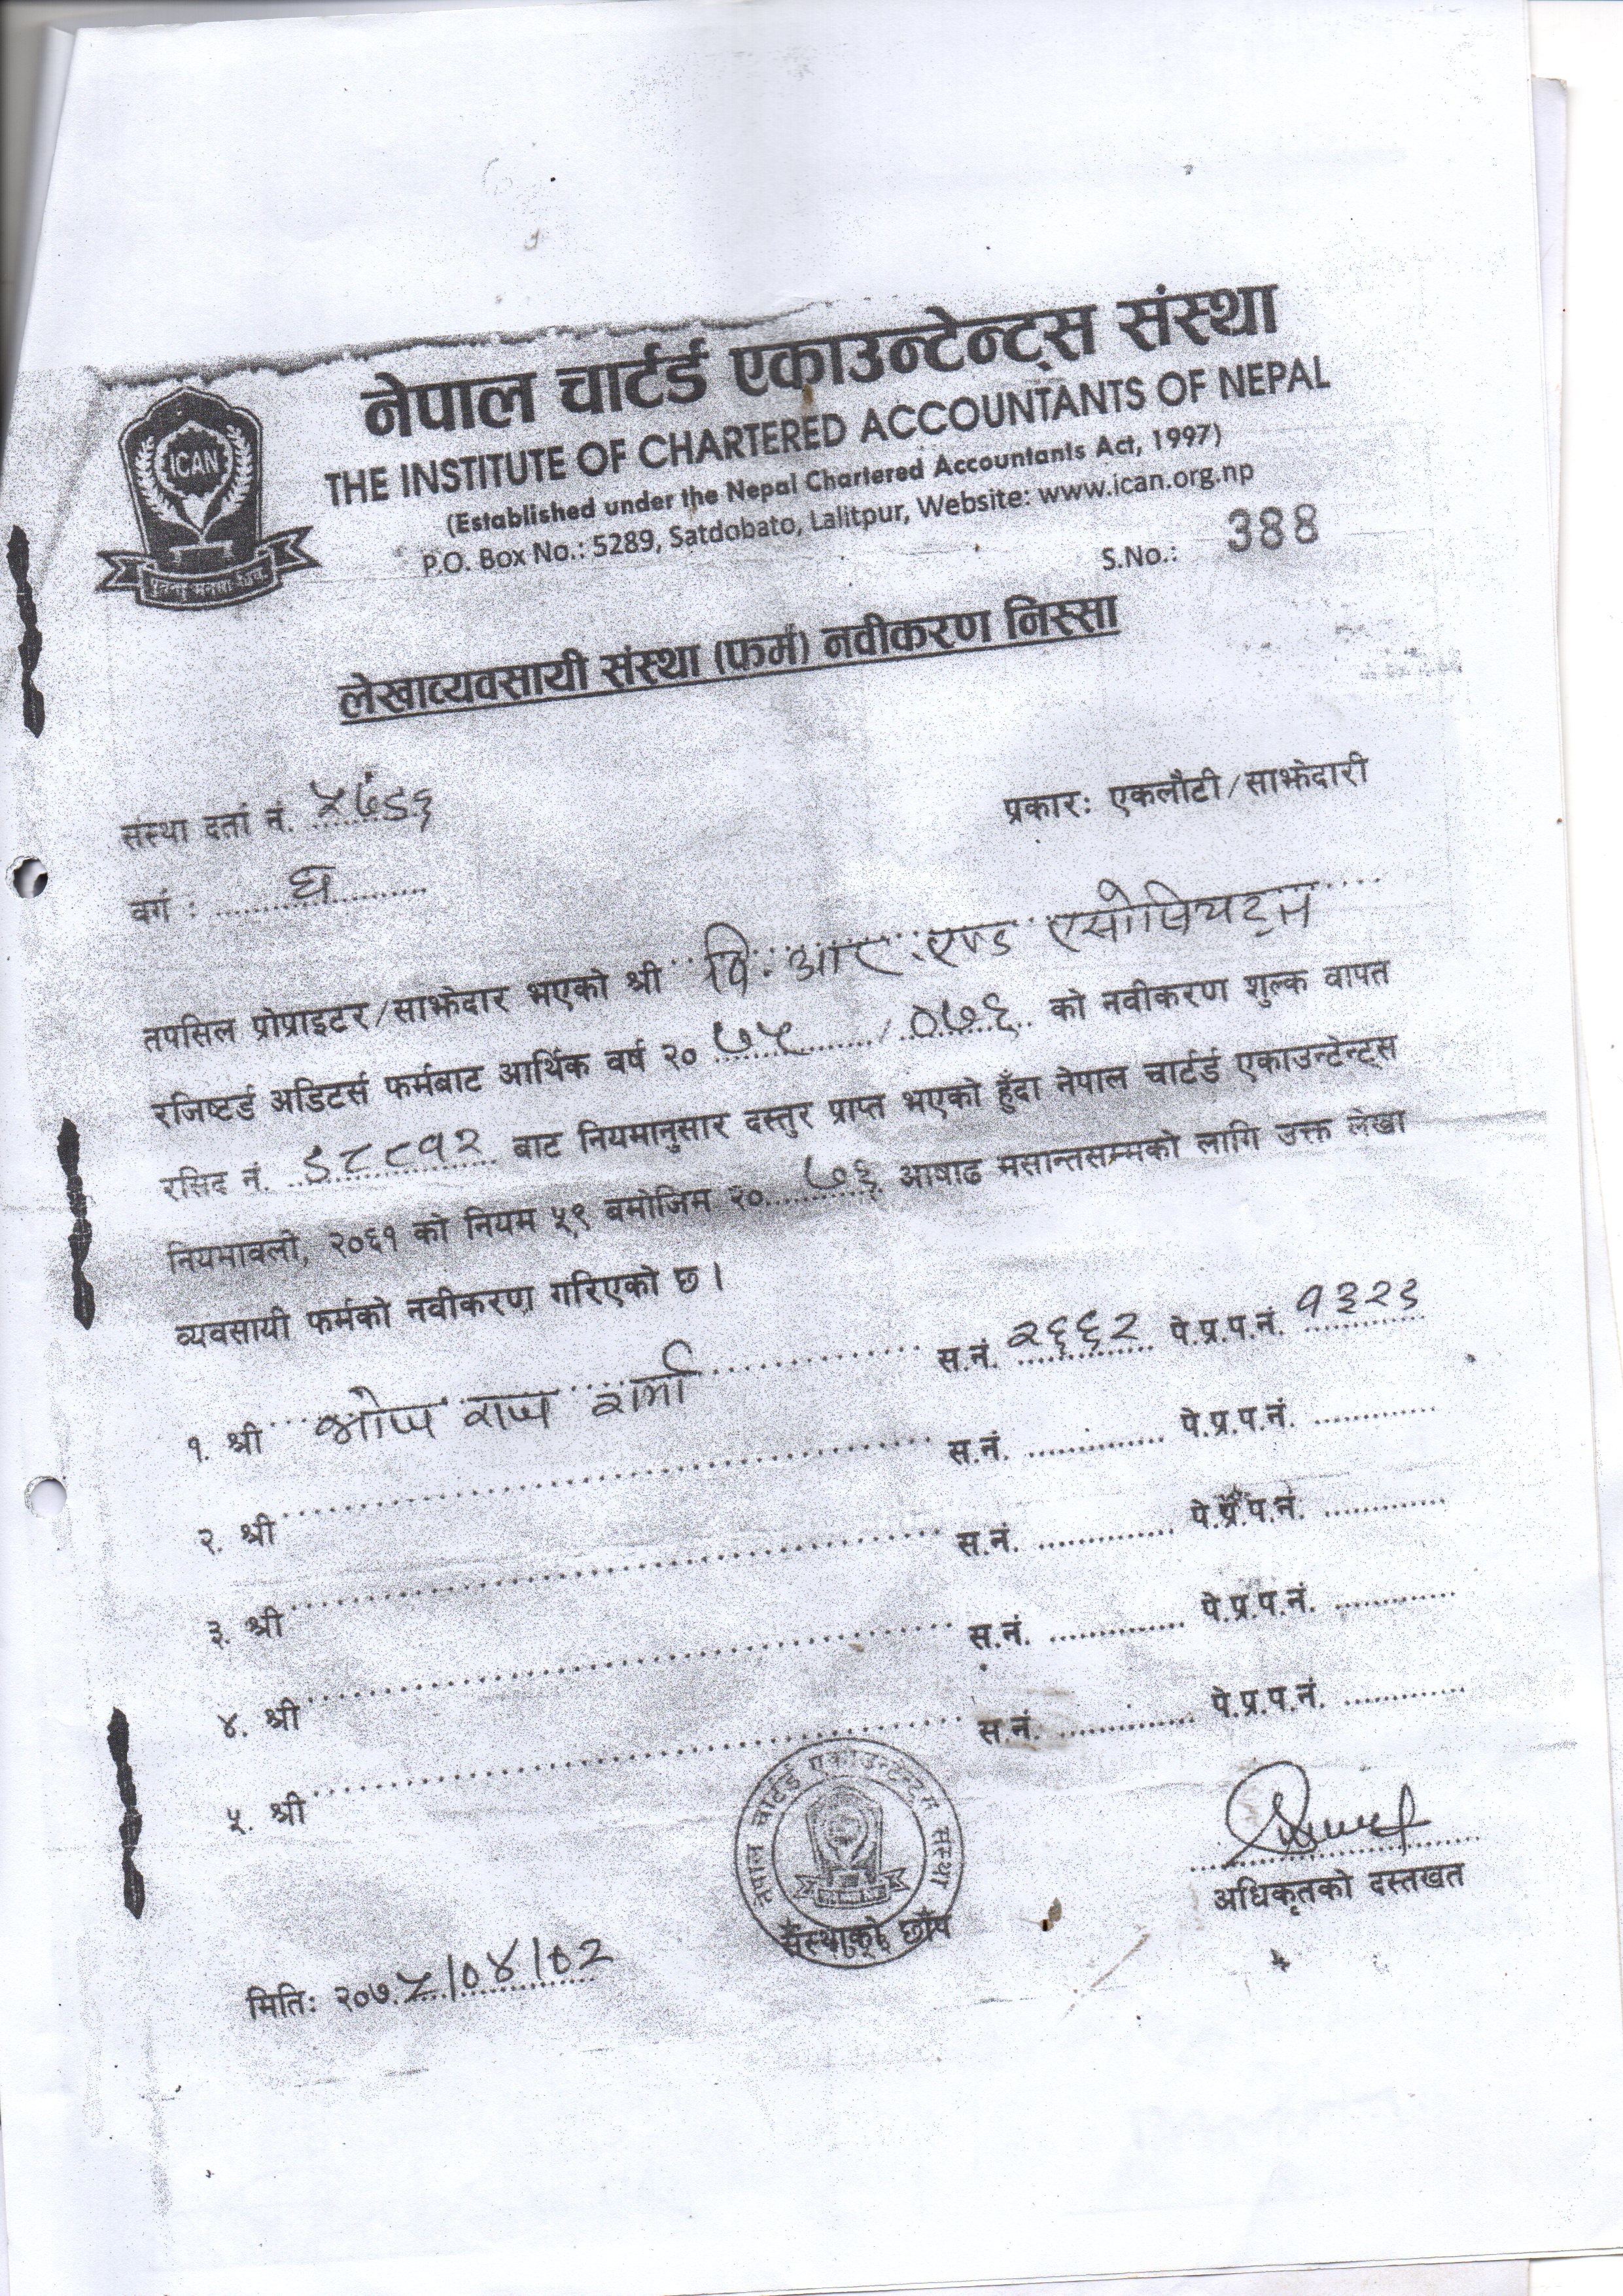 नेपाल चार्टर्ड एकाउन्टेन्ट्स संस्था
THE INSTITUTE OF CHARTERED ACCOUNTANTS OF NEPAL
(Established under the Nepal Chartered Accountants Act, 1997)
P.O. Box No.: 5289, Satdobato, Lalitpur, Website: www.ican.org.np
ICAN
S.No.: 388
लेखाव्यवसायी संस्था (फर्म) नवीकरण निस्सा
संस्था दर्ता नं.
प्रकारः एकलौटी/साझेदारी
वर्ग : घ
तपसिल प्रोप्राइटर/साझेदार भएको श्री वि. आर. एण्ड एसोसियट्स
रजिष्टर्ड अडिटर्स फर्मबाट आर्थिक वर्ष २०७५/०७६ को नवीकरण शुल्क वापत
रसिद नं. बाट नियमानुसार दस्तुर प्राप्त भएको हुँदा नेपाल चार्टर्ड एकाउन्टेन्ट्स
नियमावली, २०६१ को नियम ५९ बमोजिम २०७६ आषाढ मसान्तसम्मको लागि उक्त लेखा
व्यवसायी फर्मको नवीकरण गरिएको छ।
१. श्री भोज राज शर्मा स.नं. २६६२ पे.प्र.प.नं.
२. श्री स.नं. पे.प्र.प.नं.
३. श्री स.नं. पे.प्र.प.नं.
४. श्री स.नं. पे.प्र.प.नं.
५. श्री स.नं. पे.प्र.प.नं.
नेपाल चार्टर्ड एकाउन्टेन्ट्स संस्था
संस्थाको छाप
अधिकृतको दस्तखत
मितिः २०७५/०४/०२